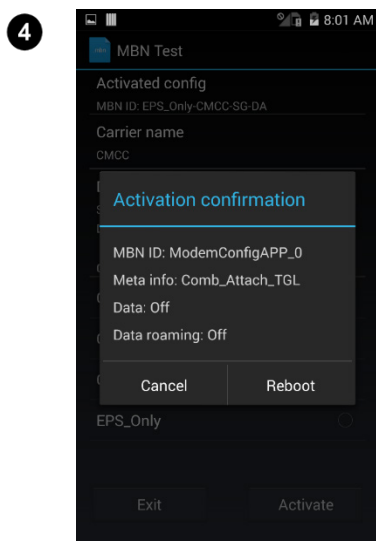 4
8:01 AM
MBN Test
Activated config
MBN ID: EPS_Only-CMCC-SG-DA
Carrier name
CMCC
Activation confirmation
MBN ID: ModemConfigAPP_0
Meta info: Comb_Attach_TGL
Data: Off
Data roaming: Off
Cancel
Reboot
EPS_Only
Exit
Activate